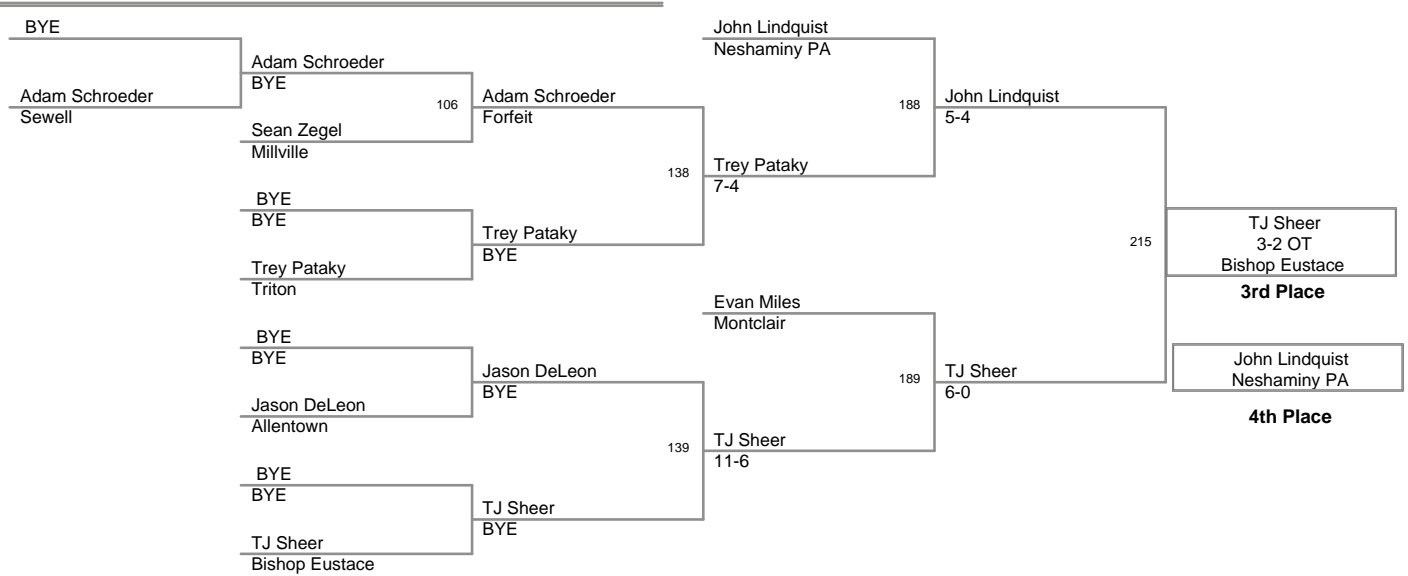 BYE
Adam Schroeder
Sewell
Adam Schroeder
BYE
106
Sean Zegel
Millville
BYE
BYE
Trey Pataky
Triton
BYE
BYE
Jason DeLeon
Allentown
BYE
BYE
TJ Sheer
Bishop Eustace
Adam Schroeder
Forfeit
138
Trey Pataky
BYE
Jason DeLeon
BYE
139
TJ Sheer
BYE
John Lindquist
Neshaminy PA
188
Trey Pataky
7-4
Evan Miles
Montclair
189
TJ Sheer
11-6
John Lindquist
5-4
215
TJ Sheer
6-0
TJ Sheer
3-2 OT
Bishop Eustace
3rd Place
John Lindquist
Neshaminy PA
4th Place